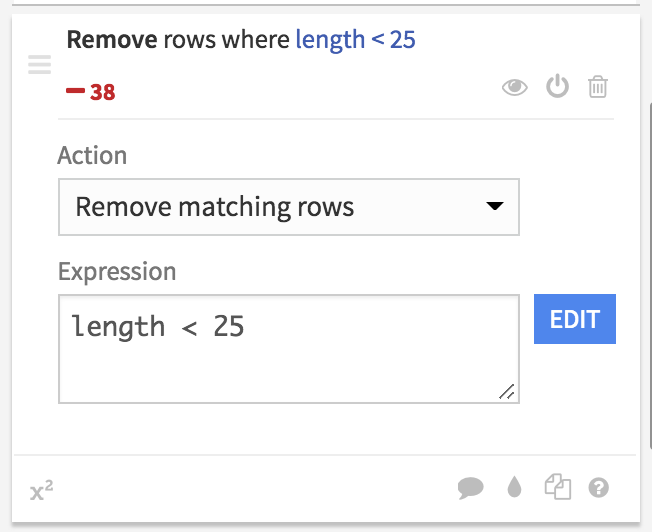 Remove rows where length < 25
− 38
Action
Remove matching rows
Expression
length < 25
EDIT
x²